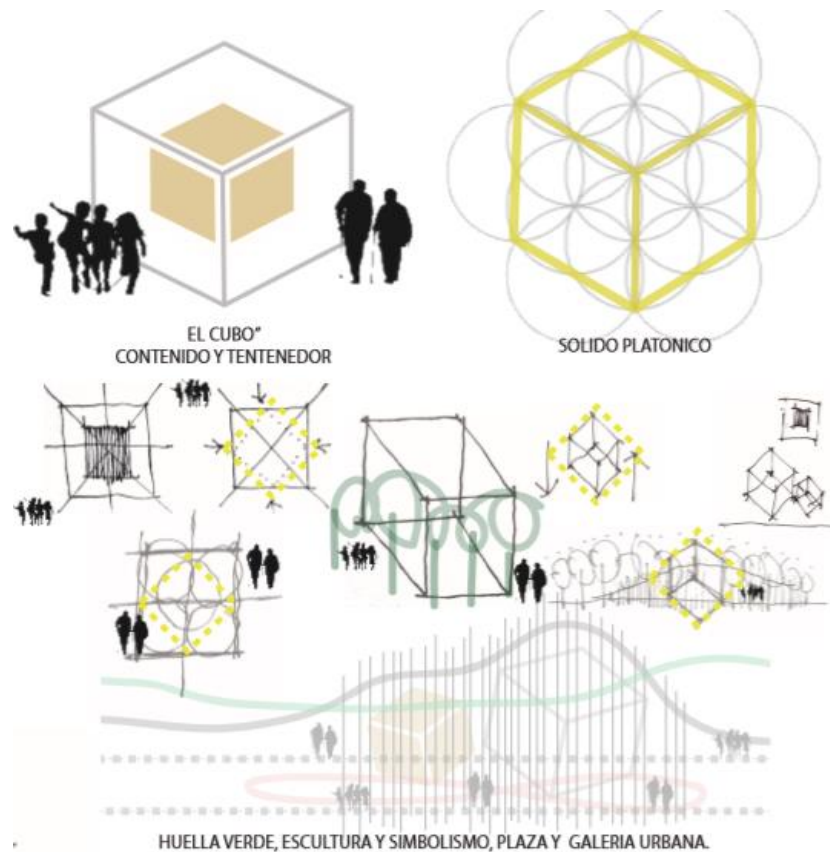 EL CUBO”
CONTENIDO Y TENTENEDOR
SOLIDO PLATONICO
HUELLA VERDE, ESCULTURA Y SIMBOLISMO, PLAZA Y GALERIA URBANA.